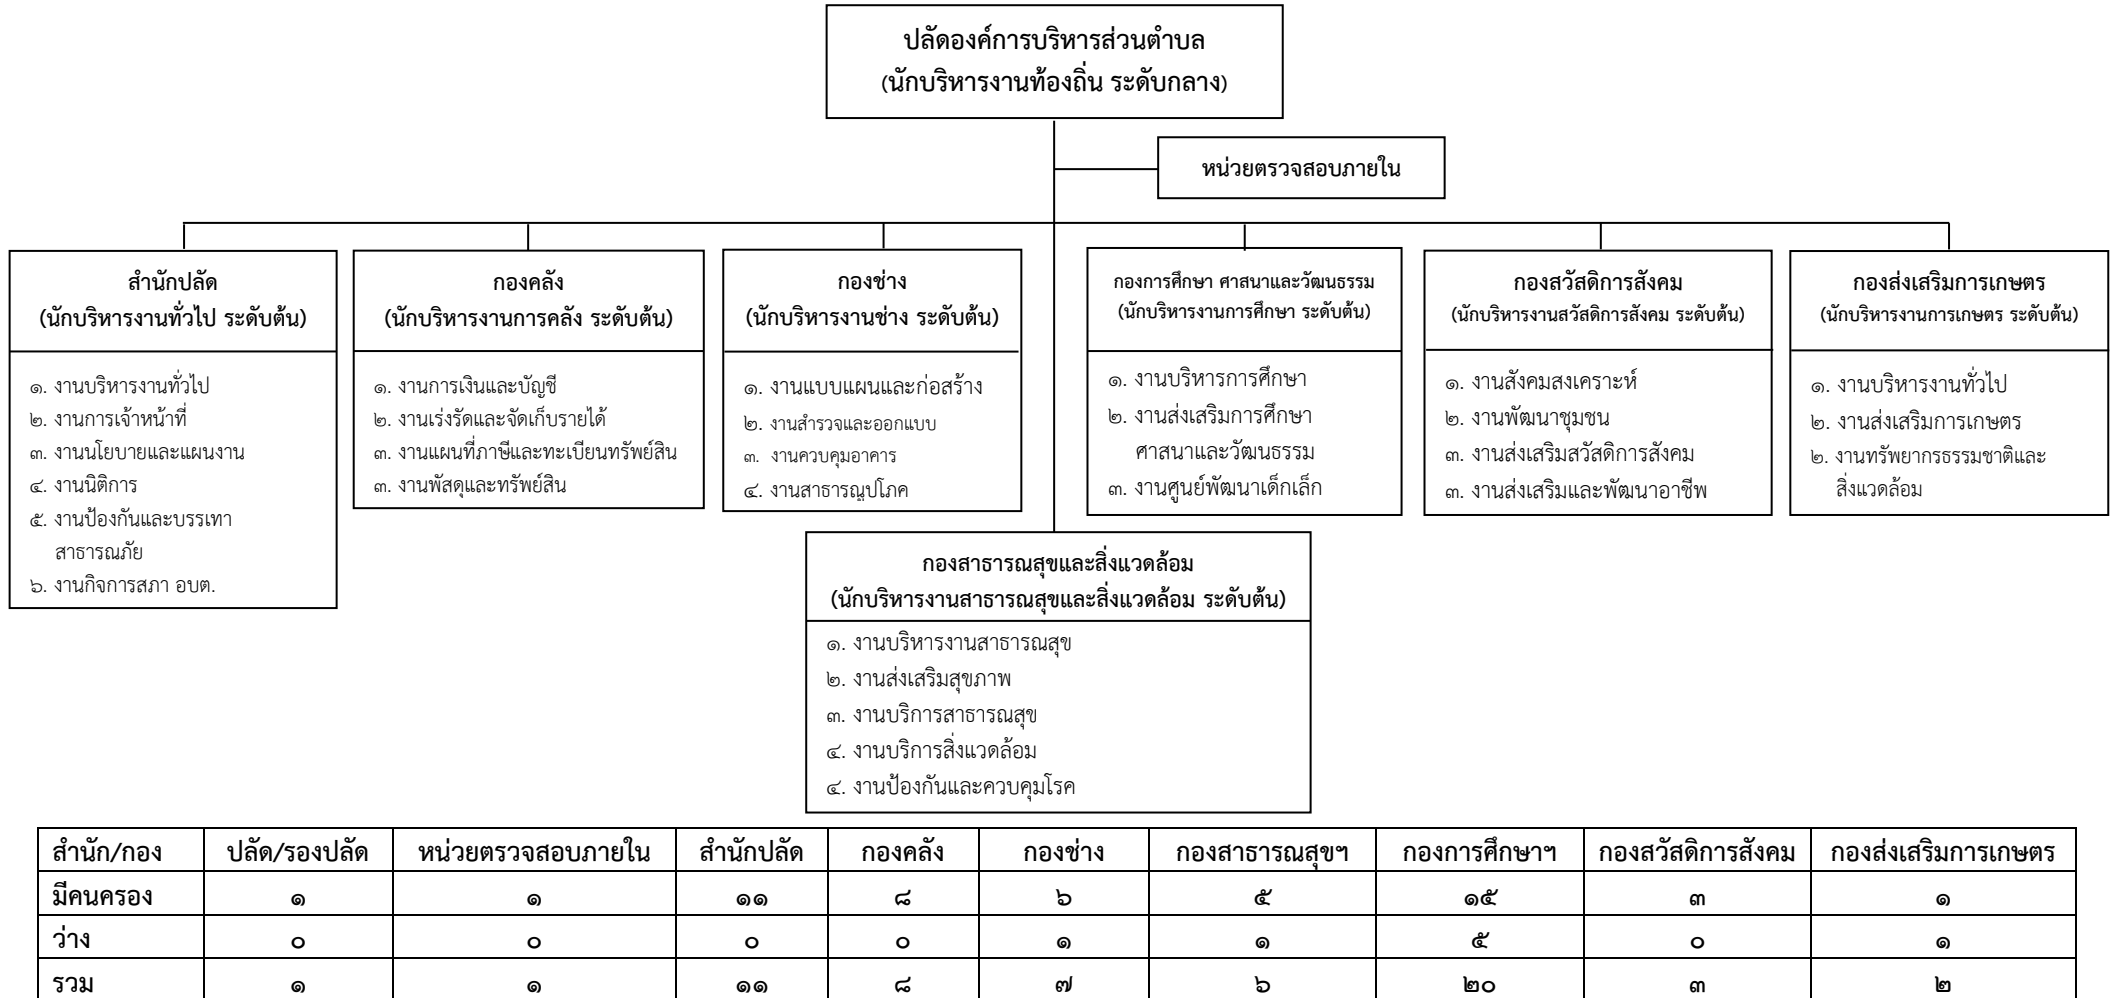 ปลัดองค์การบริหารส่วนตำบล
(นักบริหารงานท้องถิ่น ระดับกลาง)
หน่วยตรวจสอบภายใน
สำนักปลัด
(นักบริหารงานทั่วไป ระดับต้น)
๑. งานบริหารงานทั่วไป
๒. งานการเจ้าหน้าที่
๓. งานนโยบายและแผนงาน
๔. งานนิติการ
๕. งานป้องกันและบรรเทา
สาธารณภัย
๖. งานกิจการสภา อบต.
กองคลัง
(นักบริหารงานการคลัง ระดับต้น)
๑. งานการเงินและบัญชี
๒. งานเร่งรัดและจัดเก็บรายได้
๓. งานแผนที่ภาษีและทะเบียนทรัพย์สิน
๓. งานพัสดุและทรัพย์สิน
กองช่าง
(นักบริหารงานช่าง ระดับต้น)
๑. งานแบบแผนและก่อสร้าง
๒. งานสำรวจและออกแบบ
๓. งานควบคุมอาคาร
๔. งานสาธารณูปโภค
กองการศึกษา ศาสนาและวัฒนธรรม
(นักบริหารงานการศึกษา ระดับต้น)
๑. งานบริหารการศึกษา
๒. งานส่งเสริมการศึกษา
ศาสนาและวัฒนธรรม
๓. งานศูนย์พัฒนาเด็กเล็ก
กองสวัสดิการสังคม
(นักบริหารงานสวัสดิการสังคม ระดับต้น)
๑. งานสังคมสงเคราะห์
๒. งานพัฒนาชุมชน
๓. งานส่งเสริมสวัสดิการสังคม
๓. งานส่งเสริมและพัฒนาอาชีพ
กองส่งเสริมการเกษตร
(นักบริหารงานการเกษตร ระดับต้น)
๑. งานบริหารงานทั่วไป
๒. งานส่งเสริมการเกษตร
๒. งานทรัพยากรธรรมชาติและ
สิ่งแวดล้อม
กองสาธารณสุขและสิ่งแวดล้อม
(นักบริหารงานสาธารณสุขและสิ่งแวดล้อม ระดับต้น)
๑. งานบริหารงานสาธารณสุข
๒. งานส่งเสริมสุขภาพ
๓. งานบริการสาธารณสุข
๔. งานบริการสิ่งแวดล้อม
๔. งานป้องกันและควบคุมโรค
สำนัก/กอง ปลัด/รองปลัด หน่วยตรวจสอบภายใน สำนักปลัด กองคลัง กองช่าง กองสาธารณสุขฯ กองการศึกษาฯ กองสวัสดิการสังคม กองส่งเสริมการเกษตร
มีคนครอง ๑ ๑ ๑๑ ๘ ๖ ๕ ๑๕ ๓ ๑
ว่าง ๐ ๐ ๐ ๐ ๑ ๑ ๕ ๐ ๑
รวม ๑ ๑ ๑๑ ๘ ๗ ๖ ๒๐ ๓ ๒